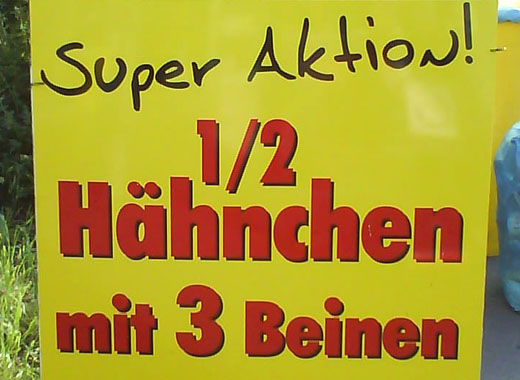 Super Aktion!
1/2
Hähnchen
mit 3 Beinen